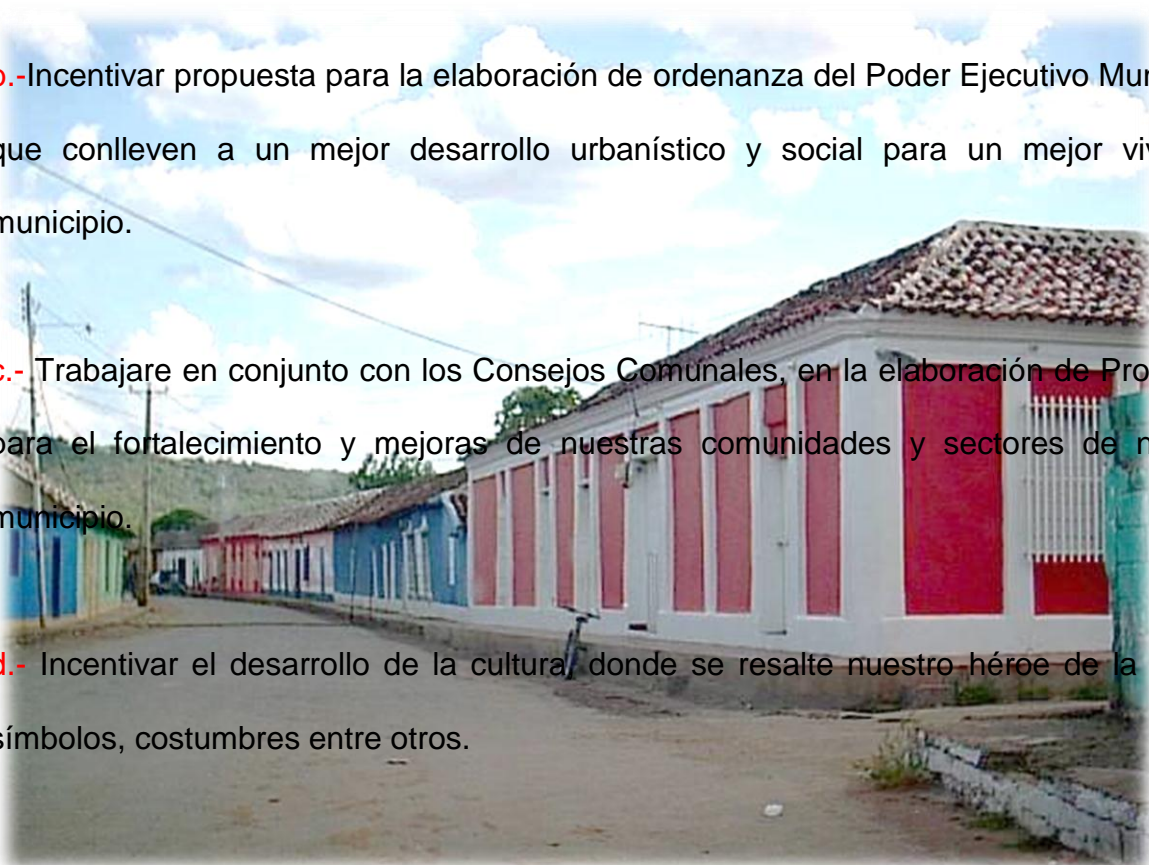 b.-Incentivar propuesta para la elaboración de ordenanza del Poder Ejecutivo
que conlleven a un mejor desarrollo urbanístico y social para un mejor
municipio.
c.- Trabajare en conjunto con los Consejos Comunales, en la elaboración de
para el fortalecimiento y mejoras de nuestras comunidades y sectores de
municipio.
d.- Incentivar el desarrollo de la cultura, donde se resalte nuestro héroe de la
símbolos, costumbres entre otros.